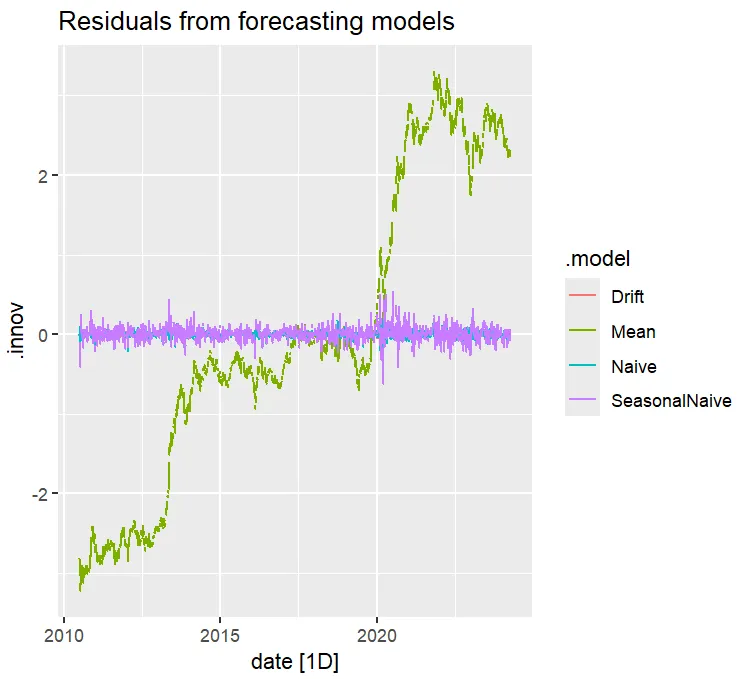 Residuals from forecasting models
.innov
2
0
-2
2010
2015
2020
date [1D]
.model
Drift
Mean
Naive
SeasonalNaive